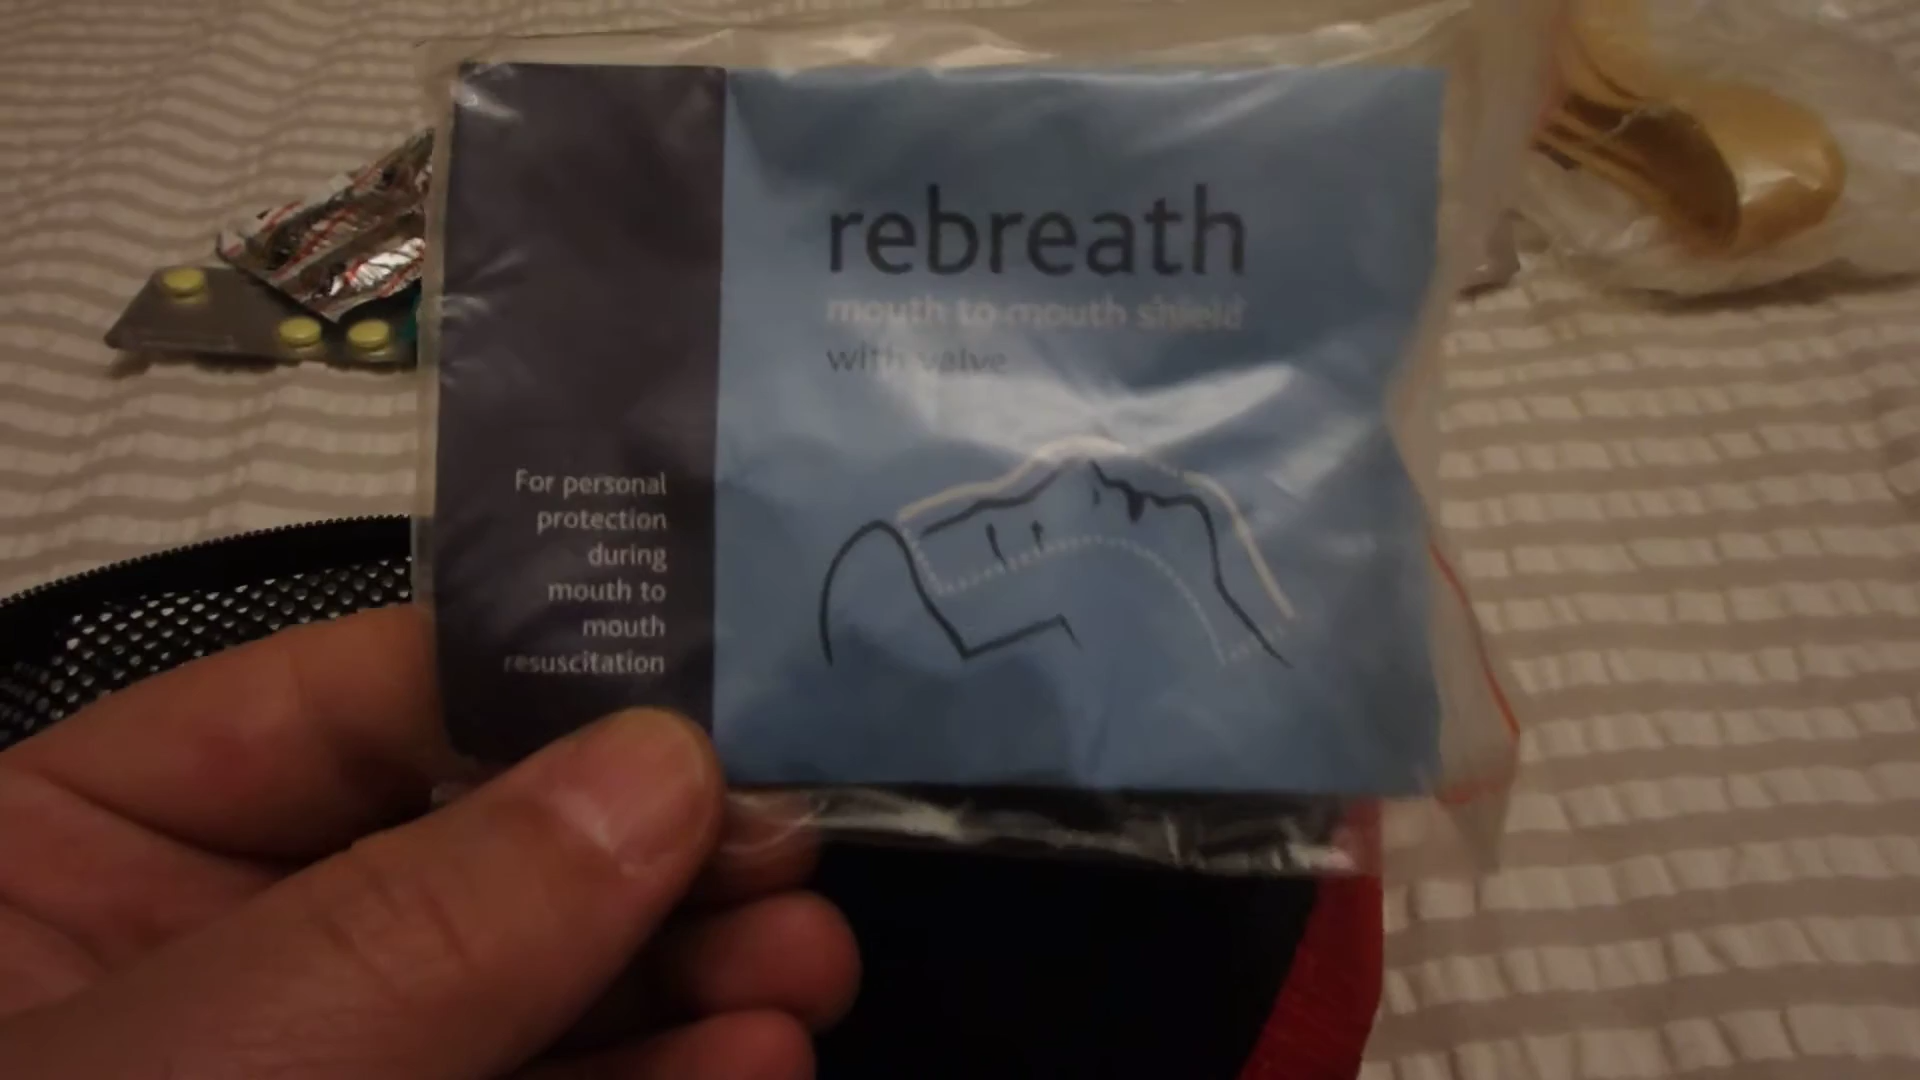 rebreath
mouth to mouth shield
with valve
For personal
protection
during
mouth to
mouth
resuscitation